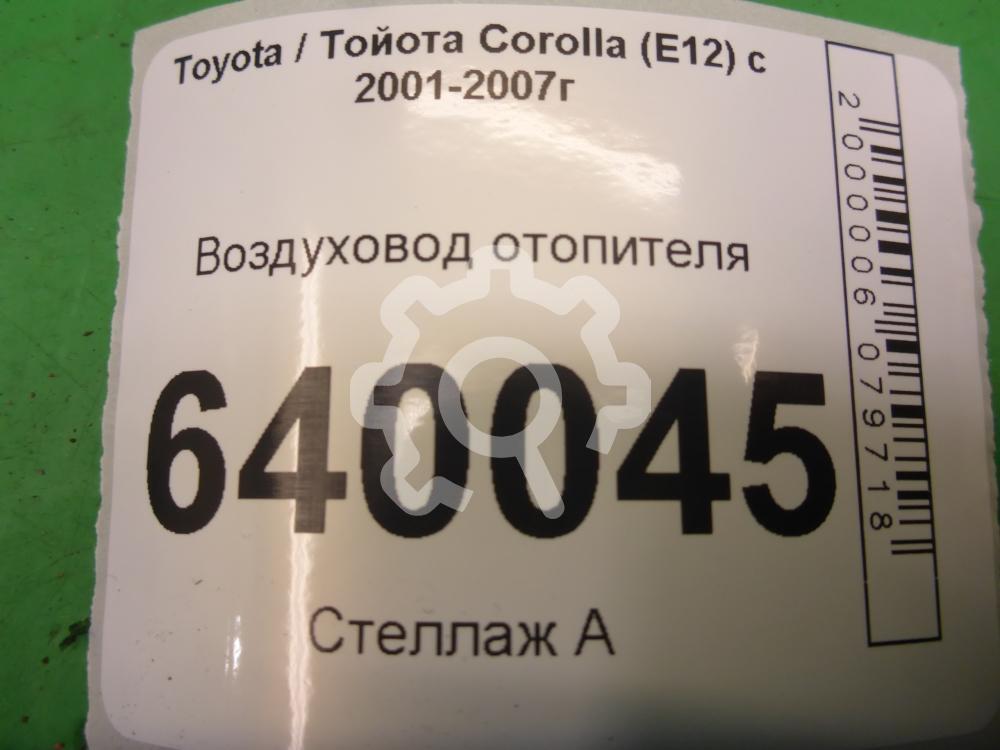 Toyota / Тойота Corolla (E12) с
2001-2007г
Воздуховод отопителя
640045
Стеллаж А
2000006079718